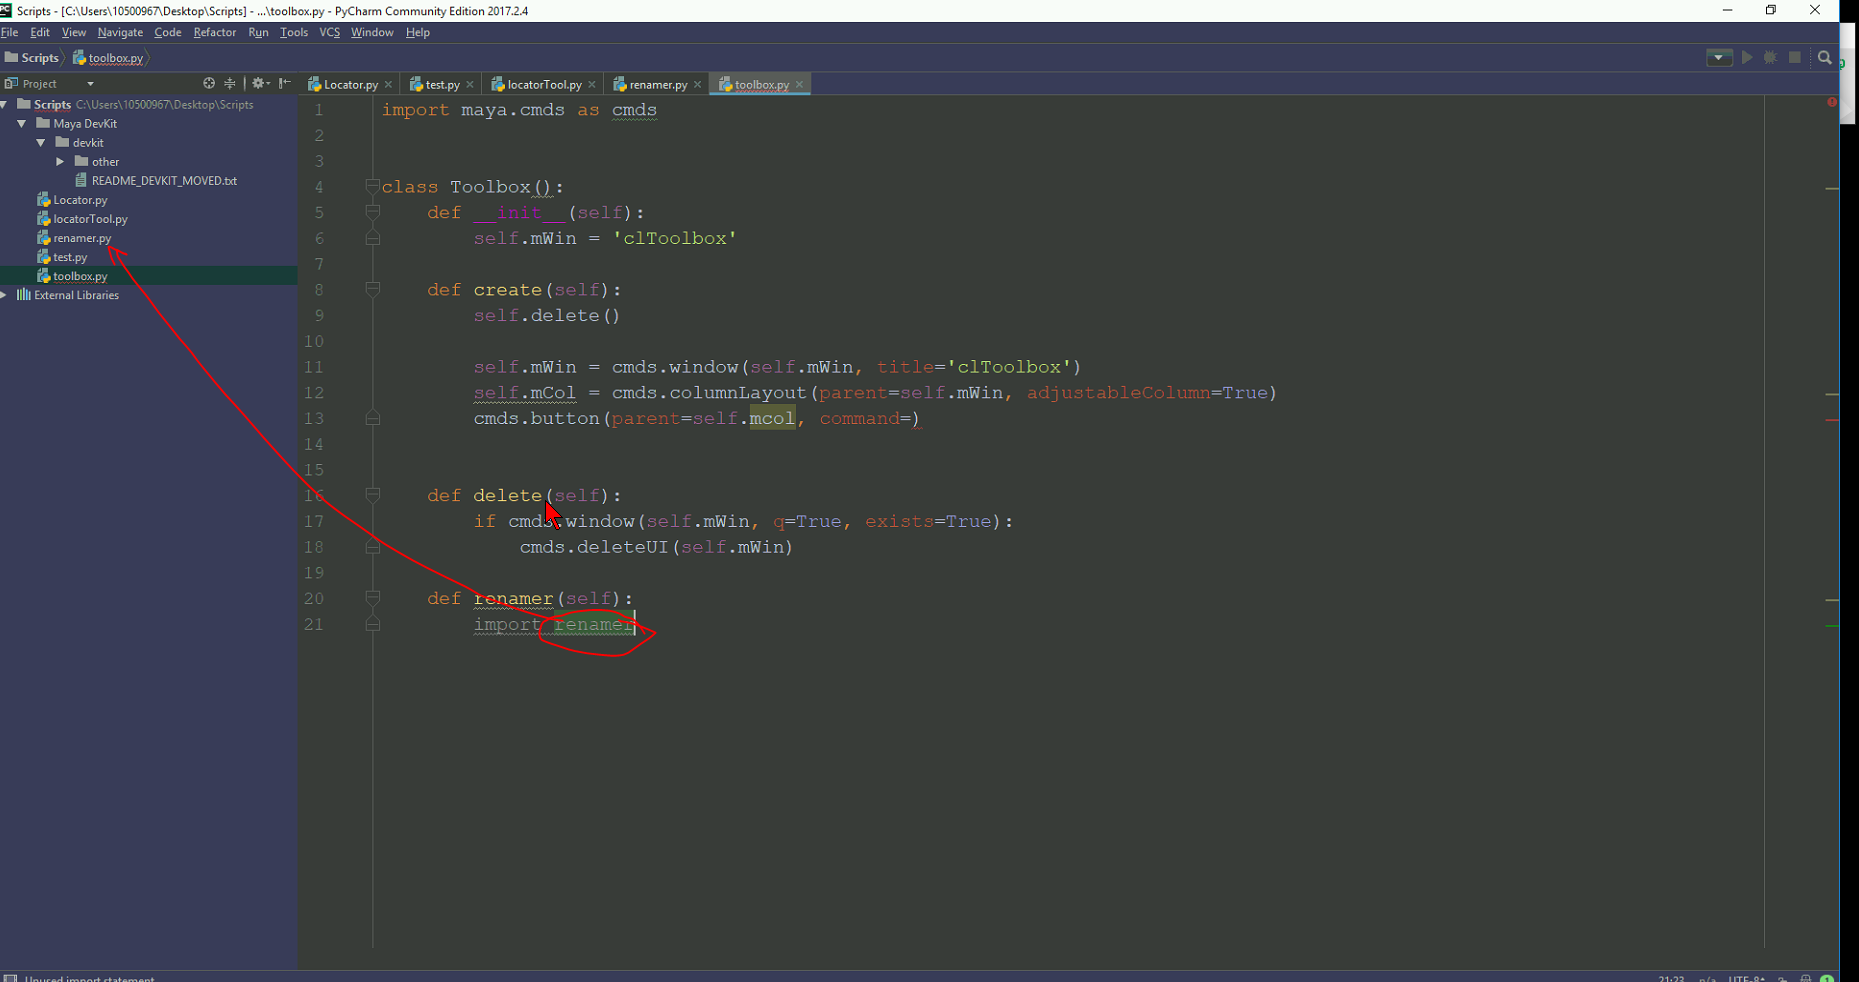 Scripts - [C:\Users\10500967\Desktop\Scripts] - ...\toolbox.py - PyCharm Community Edition 2017.2.4
File Edit View Navigate Code Refactor Run Tools VCS Window Help
Scripts toolbox.py
Project
Locator.py test.py locatorTool.py renamer.py toolbox.py
Scripts C:\Users\10500967\Desktop\Scripts
Maya DevKit
devkit
other
README_DEVKIT_MOVED.txt
Locator.py
locatorTool.py
renamer.py
test.py
toolbox.py
External Libraries
1 import maya.cmds as cmds
2
3
4 class Toolbox():
5 def __init__(self):
6 self.mWin = 'clToolbox'
7
8 def create(self):
9 self.delete()
10
11 self.mWin = cmds.window(self.mWin, title='clToolbox')
12 self.mCol = cmds.columnLayout(parent=self.mWin, adjustableColumn=True)
13 cmds.button(parent=self.mcol, command=)
14
15
16 def delete(self):
17 if cmds.window(self.mWin, q=True, exists=True):
18 cmds.deleteUI(self.mWin)
19
20 def renamer(self):
21 import renamer
Unused import statement 21:23 n/a UTF-8